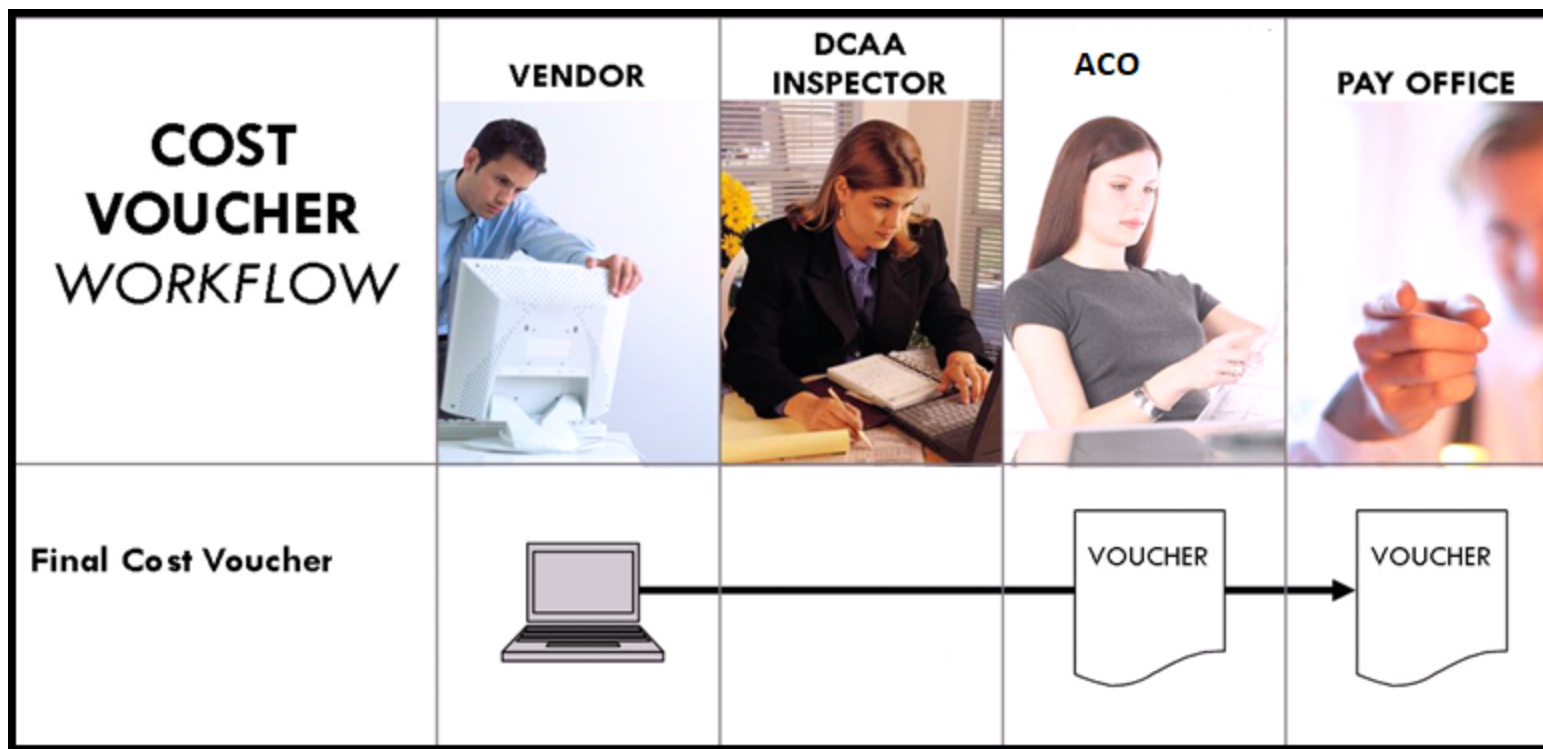 COST
VOUCHER
WORKFLOW
VENDOR
DCAA
INSPECTOR
ACO
PAY OFFICE
Final Cost Voucher
VOUCHER
VOUCHER